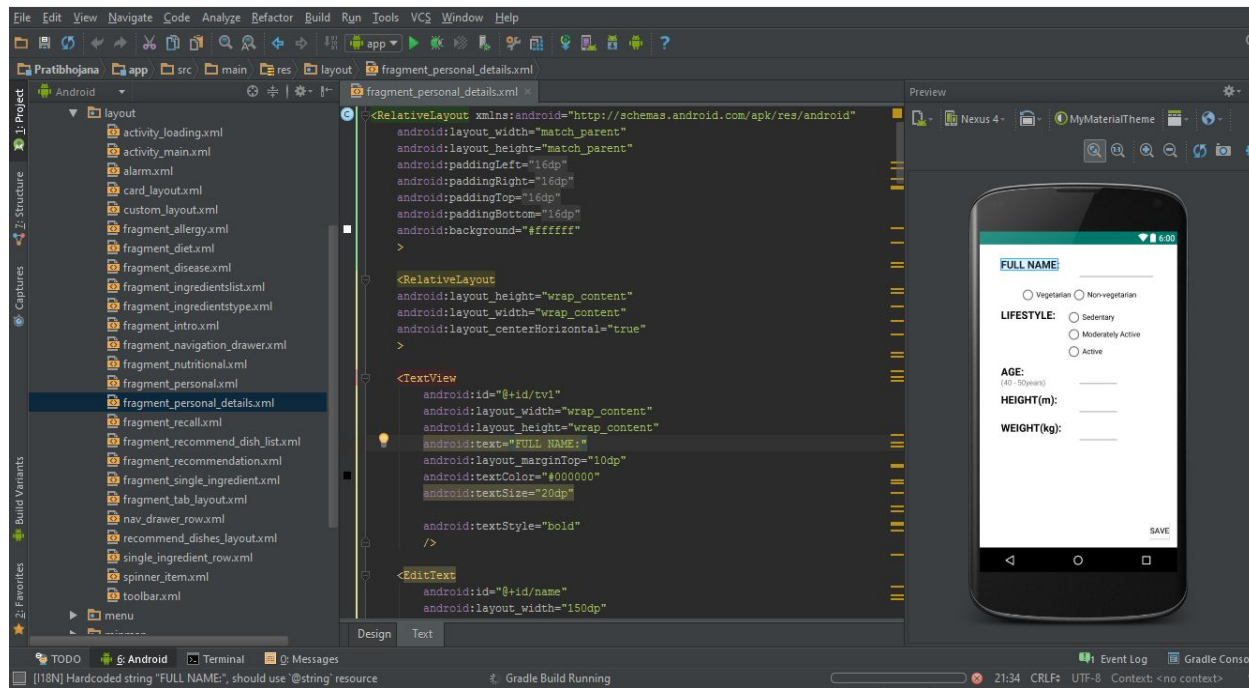 File Edit View Navigate Code Analyze Refactor Build Run Tools VCS Window Help
app
Pratibhojana app src main res layout fragment_personal_details.xml
Android
fragment_personal_details.xml
Preview
1: Project
7: Structure
Captures
Build Variants
2: Favorites
layout
activity_loading.xml
activity_main.xml
alarm.xml
card_layout.xml
custom_layout.xml
fragment_allergy.xml
fragment_diet.xml
fragment_disease.xml
fragment_ingredientslist.xml
fragment_ingredientstype.xml
fragment_intro.xml
fragment_navigation_drawer.xml
fragment_nutritional.xml
fragment_personal.xml
fragment_personal_details.xml
fragment_recall.xml
fragment_recommend_dish_list.xml
fragment_recommendation.xml
fragment_single_ingredient.xml
fragment_tab_layout.xml
nav_drawer_row.xml
recommend_dishes_layout.xml
single_ingredient_row.xml
spinner_item.xml
toolbar.xml
menu
<RelativeLayout xmlns:android="http://schemas.android.com/apk/res/android"
android:layout_width="match_parent"
android:layout_height="match_parent"
android:paddingLeft="16dp"
android:paddingRight="16dp"
android:paddingTop="16dp"
android:paddingBottom="16dp"
android:background="#ffffff"
>
<RelativeLayout
android:layout_height="wrap_content"
android:layout_width="wrap_content"
android:layout_centerHorizontal="true"
>
<TextView
android:id="@+id/tv1"
android:layout_width="wrap_content"
android:layout_height="wrap_content"
android:text="FULL NAME:"
android:layout_marginTop="10dp"
android:textColor="#000000"
android:textSize="20dp"
android:textStyle="bold"
/>
<EditText
android:id="@+id/name"
android:layout_width="150dp"
Design Text
Nexus 4 MyMaterialTheme
6:00
FULL NAME:
Vegetarian Non-vegetarian
LIFESTYLE: Sedentary
Moderately Active
Active
AGE:
(40 - 50years)
HEIGHT(m):
WEIGHT(kg):
SAVE
TODO 6: Android Terminal 0: Messages
1 Event Log Gradle Conso
[I18N] Hardcoded string "FULL NAME:", should use `@string` resource
Gradle Build Running
21:34 CRLF UTF-8 Context: <no context>